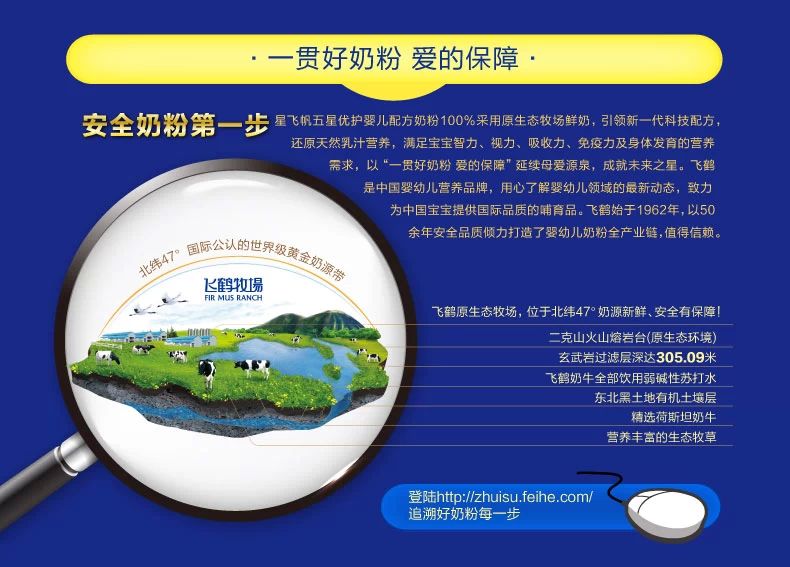 ·一贯好奶粉 爱的保障·
安全奶粉第一步
星飞帆五星优护婴儿配方奶粉100%采用原生态牧场鲜奶，引领新一代科技配方，
还原天然乳汁营养，满足宝宝智力、视力、吸收力、免疫力及身体发育的营养
需求，以“一贯好奶粉 爱的保障”延续母爱源泉，成就未来之星。飞鹤
是中国婴幼儿营养品牌，用心了解婴幼儿领域的最新动态，致力
为中国宝宝提供国际品质的哺育品。飞鹤始于1962年，以50
余年安全品质倾力打造了婴幼儿奶粉全产业链，值得信赖。
北纬47°国际公认的世界级黄金奶源带
飞鹤牧場
FIR MUS RANCH
飞鹤原生态牧场，位于北纬47°奶源新鲜、安全有保障！
二克山火山熔岩台(原生态环境)
玄武岩过滤层深达305.09米
飞鹤奶牛全部饮用弱碱性苏打水
东北黑土地有机土壤层
精选荷斯坦奶牛
营养丰富的生态牧草
登陆http://zhuisu.feihe.com/
追溯好奶粉每一步